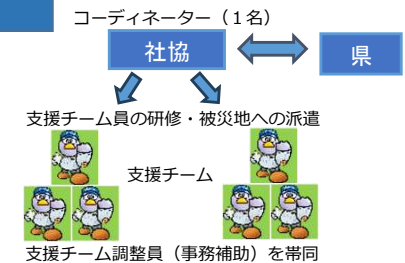 コーディネーター（１名）
社協
県
支援チーム員の研修・被災地への派遣
支援チーム
支援チーム調整員（事務補助）を帯同